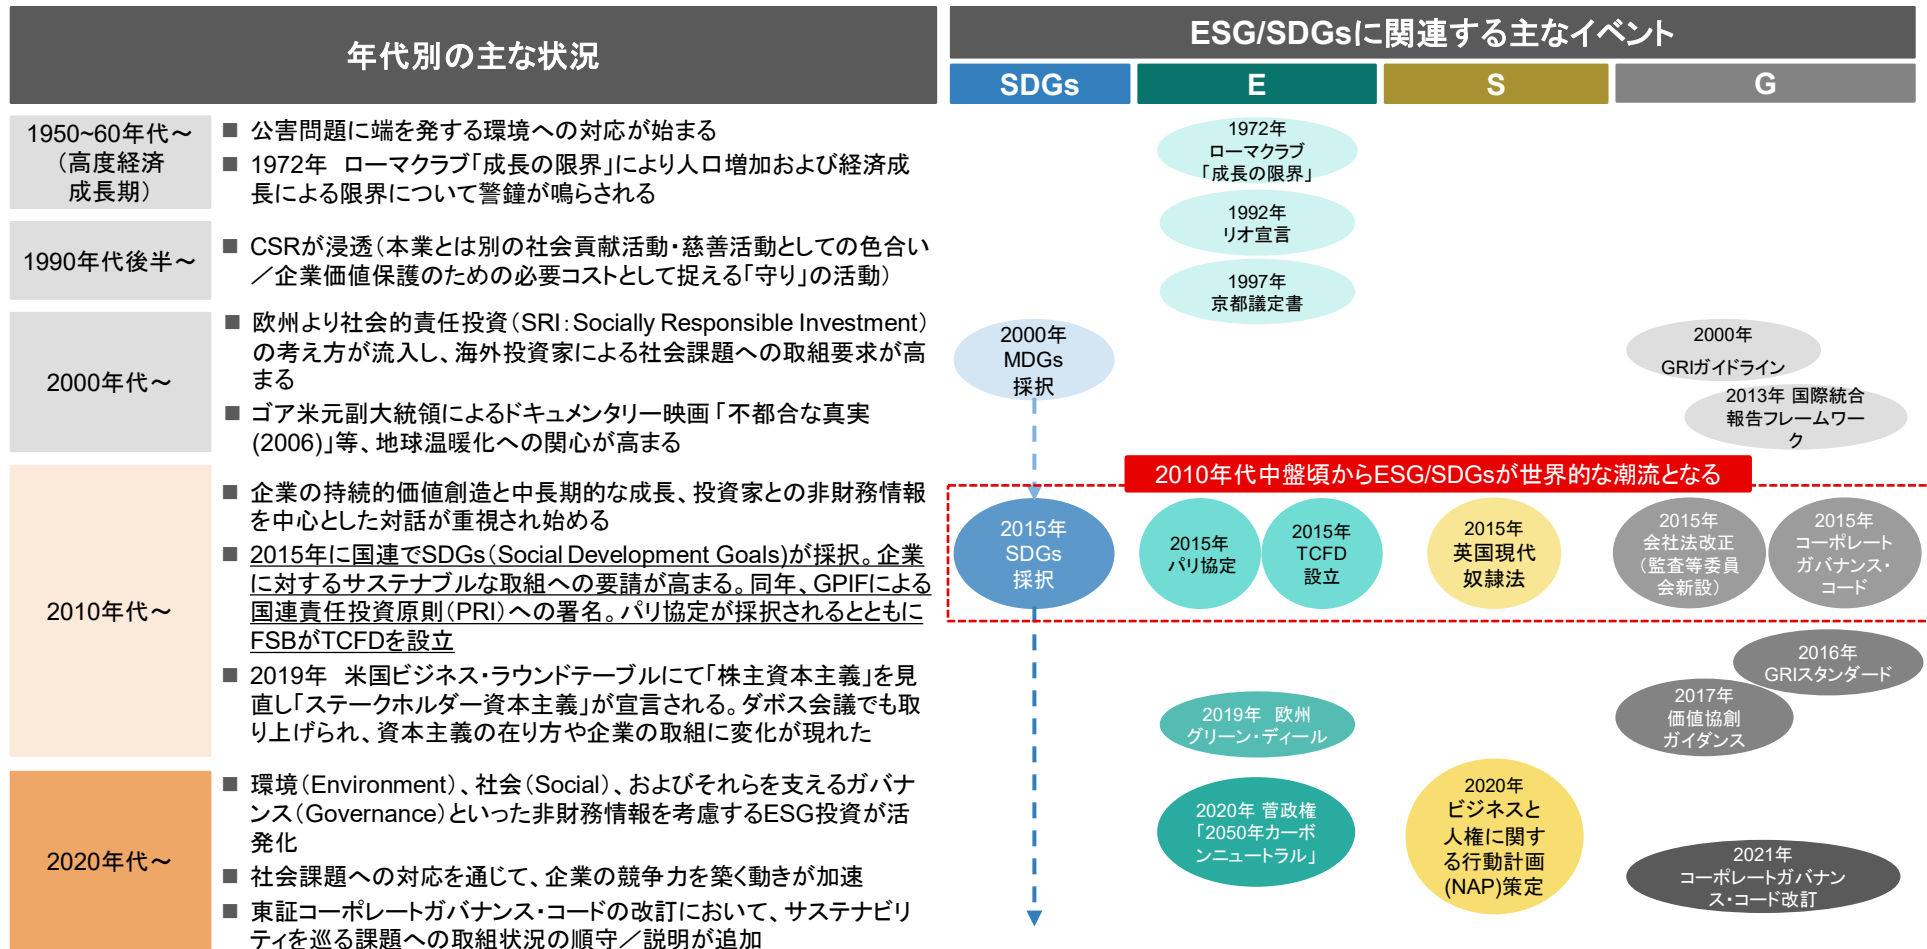 年代別の主な状況
ESG/SDGsに関連する主なイベント
SDGs
E
S
G
1950~60年代～
（高度経済
成長期）
■ 公害問題に端を発する環境への対応が始まる
■ 1972年　ローマクラブ「成長の限界」により人口増加および経済成
長による限界について警鐘が鳴らされる
1990年代後半～
■ CSRが浸透（本業とは別の社会貢献活動・慈善活動としての色合い
／企業価値保護のための必要コストとして捉える「守り」の活動）
2000年代～
■ 欧州より社会的責任投資（SRI：Socially Responsible Investment）
の考え方が流入し、海外投資家による社会課題への取組要求が高
まる
■ ゴア米元副大統領によるドキュメンタリー映画「不都合な真実
(2006)」等、地球温暖化への関心が高まる
2010年代～
■ 企業の持続的価値創造と中長期的な成長、投資家との非財務情報
を中心とした対話が重視され始める
■ 2015年に国連でSDGs（Social Development Goals)が採択。企業
に対するサステナブルな取組への要請が高まる。同年、GPIFによる
国連責任投資原則（PRI）への署名。パリ協定が採択されるとともに
FSBがTCFDを設立
■ 2019年　米国ビジネス・ラウンドテーブルにて「株主資本主義」を見
直し「ステークホルダー資本主義」が宣言される。ダボス会議でも取
り上げられ、資本主義の在り方や企業の取組に変化が現れた
2020年代～
■ 環境（Environment）、社会（Social）、およびそれらを支えるガバナ
ンス（Governance）といった非財務情報を考慮するESG投資が活
発化
■ 社会課題への対応を通じて、企業の競争力を築く動きが加速
■ 東証コーポレートガバナンス・コードの改訂において、サステナビリ
ティを巡る課題への取組状況の順守／説明が追加
1972年
ローマクラブ
「成長の限界」
1992年
リオ宣言
1997年
京都議定書
2000年
MDGs
採択
2000年
GRIガイドライン
2013年 国際統合
報告フレームワー
ク
2010年代中盤頃からESG/SDGsが世界的な潮流となる
2015年
SDGs
採択
2015年
パリ協定
2015年
TCFD
設立
2015年
英国現代
奴隷法
2015年
会社法改正
（監査等委員
会新設）
2015年
コーポレート
ガバナンス・
コード
2016年
GRIスタンダード
2017年
価値協創
ガイダンス
2019年　欧州
グリーン・ディール
2020年 菅政権
「2050年カーボ
ンニュートラル」
2020年
ビジネスと
人権に関す
る行動計画
(NAP)策定
2021年
コーポレートガバナン
ス・コード改訂